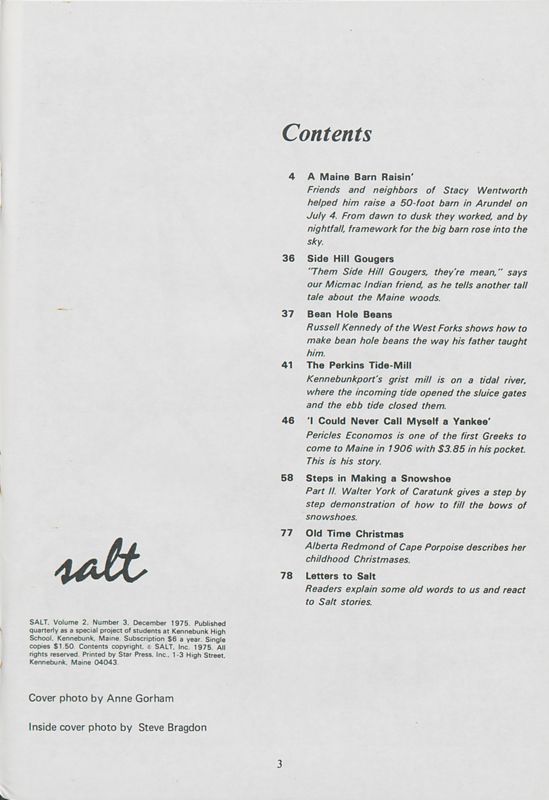 Contents
4 A Maine Barn Raisin'
Friends and neighbors of Stacy Wentworth
helped him raise a 50-foot barn in Arundel on
July 4. From dawn to dusk they worked, and by
nightfall, framework for the big barn rose into the
sky.
36 Side Hill Gougers
"Them Side Hill Gougers, they're mean," says
our Micmac Indian friend, as he tells another tall
tale about the Maine woods.
37 Bean Hole Beans
Russell Kennedy of the West Forks shows how to
make bean hole beans the way his father taught
him.
41 The Perkins Tide-Mill
Kennebunkport's grist mill is on a tidal river,
where the incoming tide opened the sluice gates
and the ebb tide closed them.
46 'I Could Never Call Myself a Yankee'
Pericles Economos is one of the first Greeks to
come to Maine in 1906 with $3.85 in his pocket.
This is his story.
58 Steps in Making a Snowshoe
Part II. Walter York of Caratunk gives a step by
step demonstration of how to fill the bows of
snowshoes.
77 Old Time Christmas
Alberta Redmond of Cape Porpoise describes her
childhood Christmases.
78 Letters to Salt
Readers explain some old words to us and react
to Salt stories.
salt
SALT, Volume 2, Number 3, December 1975. Published
quarterly as a special project of students at Kennebunk High
School, Kennebunk, Maine. Subscription $6 a year. Single
copies $1.50. Contents copyright, © SALT, Inc. 1975. All
rights reserved. Printed by Star Press, Inc., 1-3 High Street,
Kennebunk, Maine 04043.
Cover photo by Anne Gorham
Inside cover photo by Steve Bragdon
3